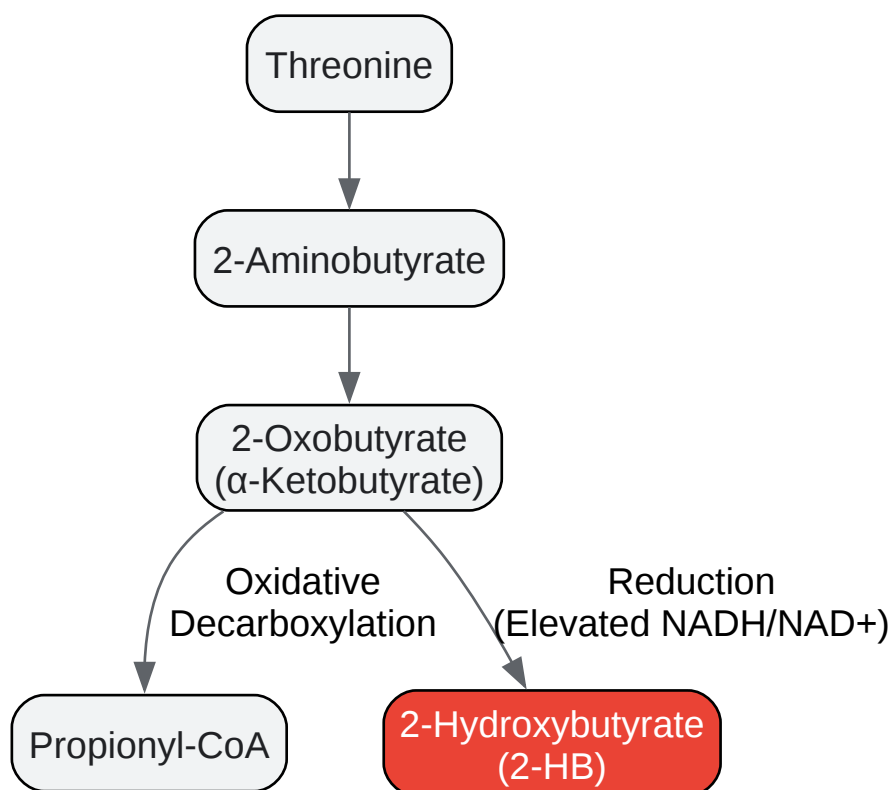 Threonine
2-Aminobutyrate
2-Oxobutyrate
(α-Ketobutyrate)
Oxidative
Decarboxylation
Reduction
(Elevated NADH/NAD+)
Propionyl-CoA
2-Hydroxybutyrate
(2-HB)